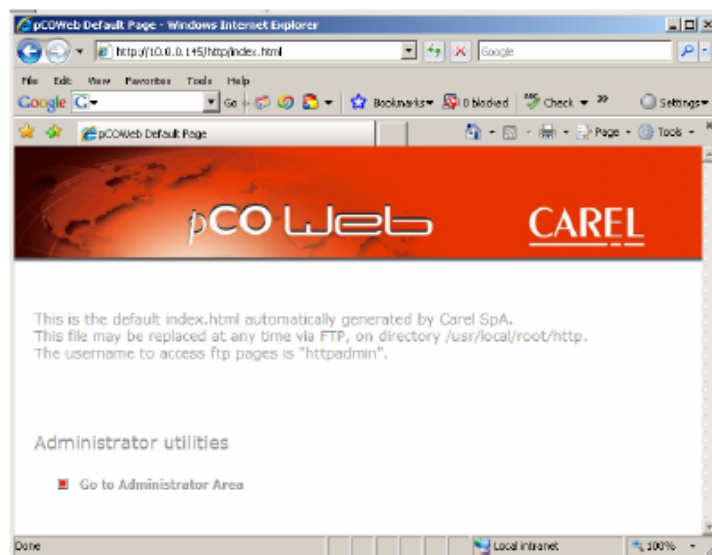 pCOWeb Default Page - Windows Internet Explorer
http://10.0.0.145/http/index.html
Google
File Edit View Favorites Tools Help
Google G Go Bookmarks 0 blocked Check Settings
pCOWeb Default Page Page Tools
pCO Web CAREL
This is the default index.html automatically generated by Carel SpA.
This file may be replaced at any time via FTP, on directory /usr/local/root/http.
The username to access ftp pages is "httpadmin".
Administrator utilities
Go to Administrator Area
Done Local intranet 100%